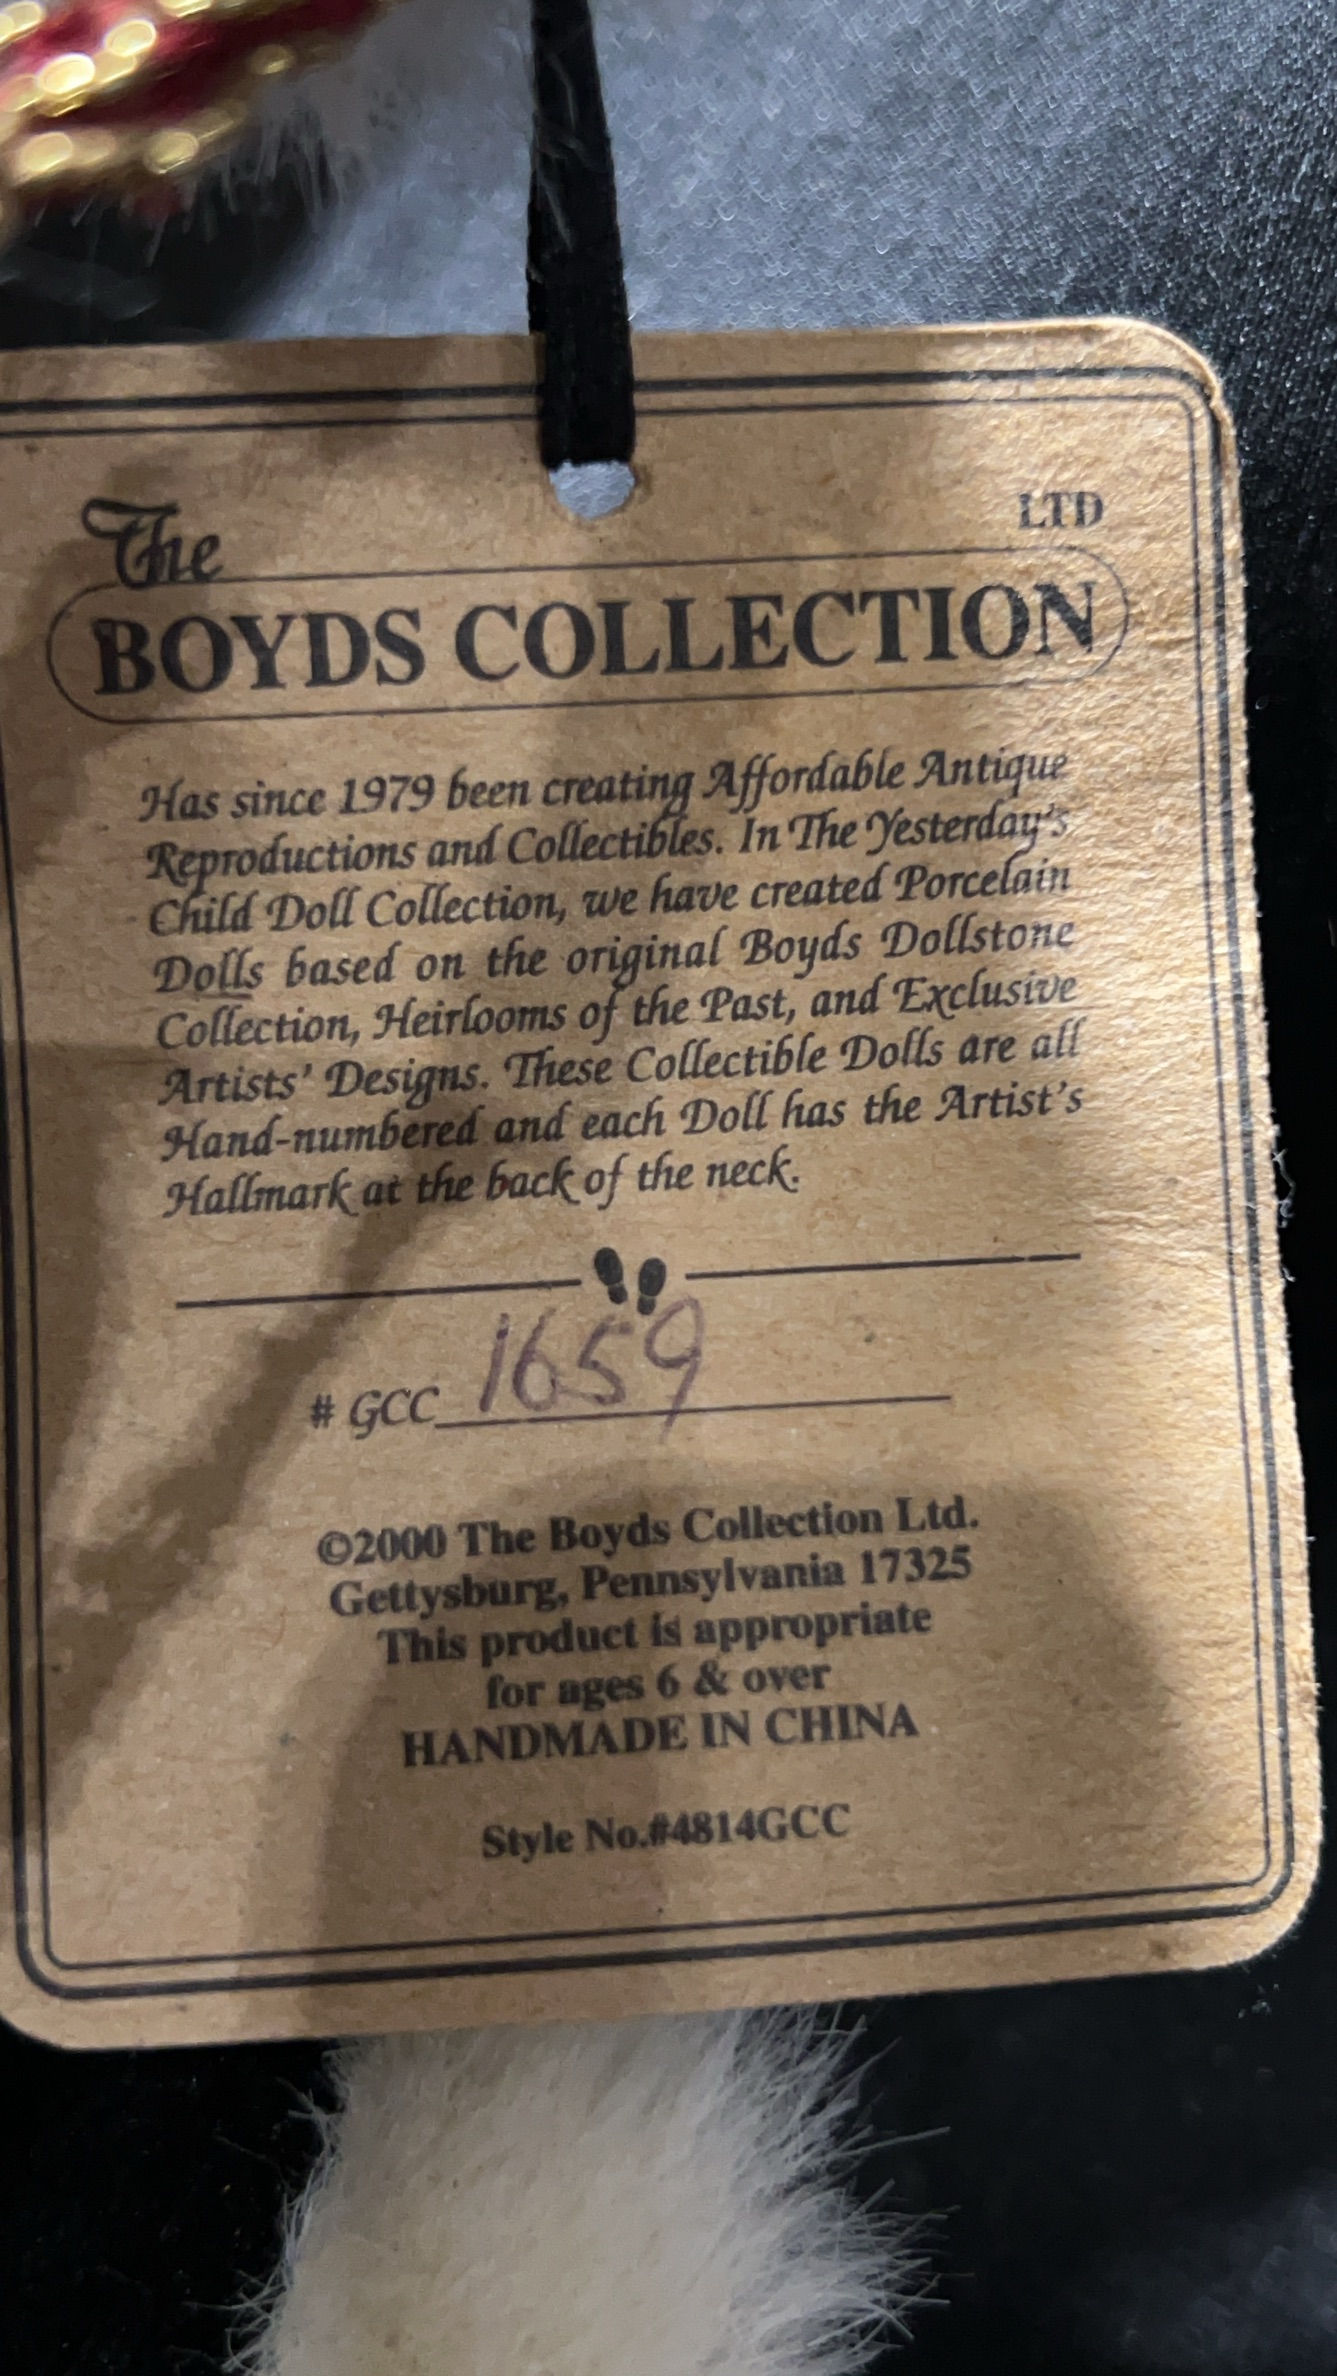 The
LTD
BOYDS COLLECTION
Has since 1979 been creating Affordable Antique
Reproductions and Collectibles. In The Yesterday's
Child Doll Collection, we have created Porcelain
Dolls based on the original Boyds Dollstone
Collection, Heirlooms of the Past, and Exclusive
Artists' Designs. These Collectible Dolls are all
Hand-numbered and each Doll has the Artist's
Hallmark at the back of the neck.
# GCC 1659
©2000 The Boyds Collection Ltd.
Gettysburg, Pennsylvania 17325
This product is appropriate
for ages 6 & over
HANDMADE IN CHINA
Style No.#4814GCC